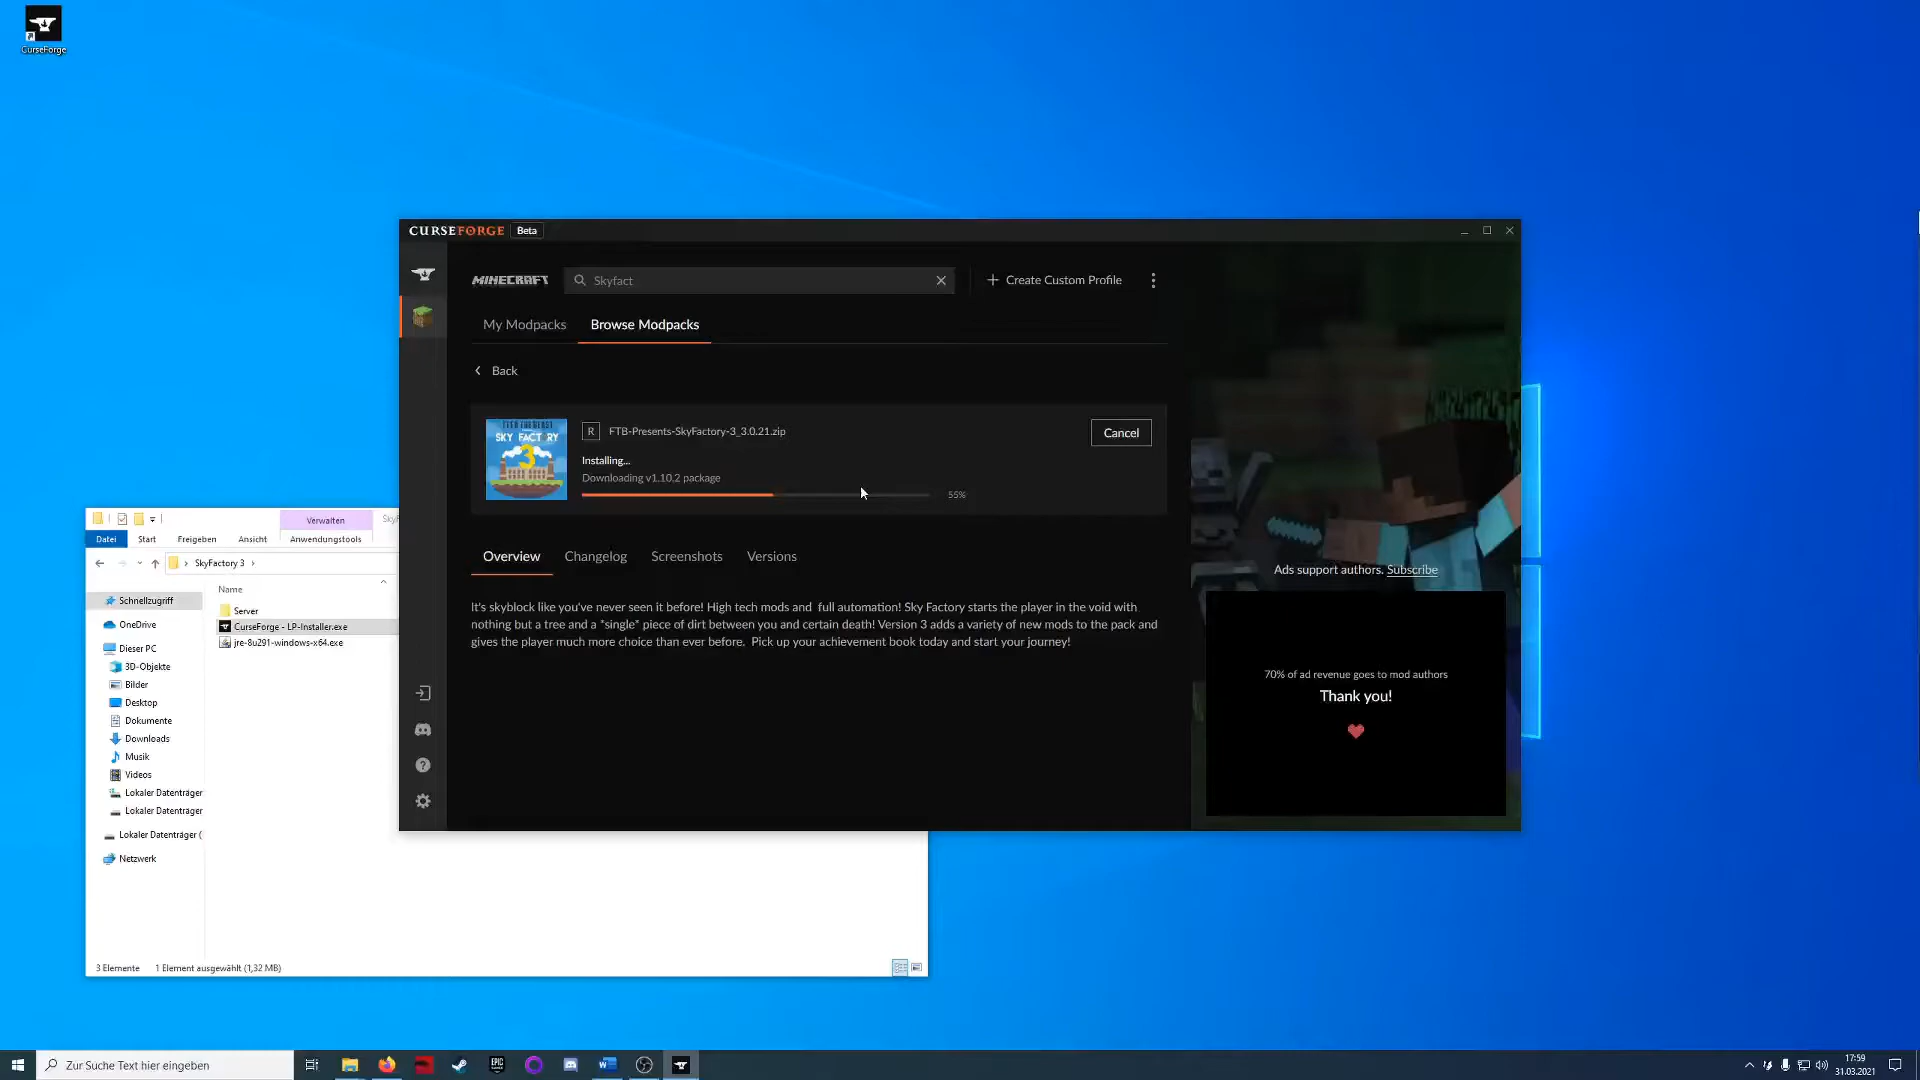 CurseForge
CURSEFORGE Beta
MINECRAFT
Skyfact
Create Custom Profile
My Modpacks
Browse Modpacks
Back
SKY FACTORY
3
R
FTB-Presents-SkyFactory-3_3.0.21.zip
Cancel
Installing...
Downloading v1.10.2 package
55%
Overview
Changelog
Screenshots
Versions
It's skyblock like you've never seen it before! High tech mods and full automation! Sky Factory starts the player in the void with
nothing but a tree and a *single* piece of dirt between you and certain death! Version 3 adds a variety of new mods to the pack and
gives the player much more choice than ever before. Pick up your achievement book today and start your journey!
Ads support authors. Subscribe
70% of ad revenue goes to mod authors
Thank you!
Verwalten
Datei
Start
Freigeben
Ansicht
Anwendungstools
SkyFactory 3
Name
Schnellzugriff
OneDrive
Dieser PC
3D-Objekte
Bilder
Desktop
Dokumente
Downloads
Musik
Videos
Lokaler Datenträger
Lokaler Datenträger
Lokaler Datenträger (
Netzwerk
Server
CurseForge - LP-Installer.exe
jre-8u291-windows-x64.exe
3 Elemente
1 Element ausgewählt (1,32 MB)
Zur Suche Text hier eingeben
EPIC
W
17:59
31.03.2021